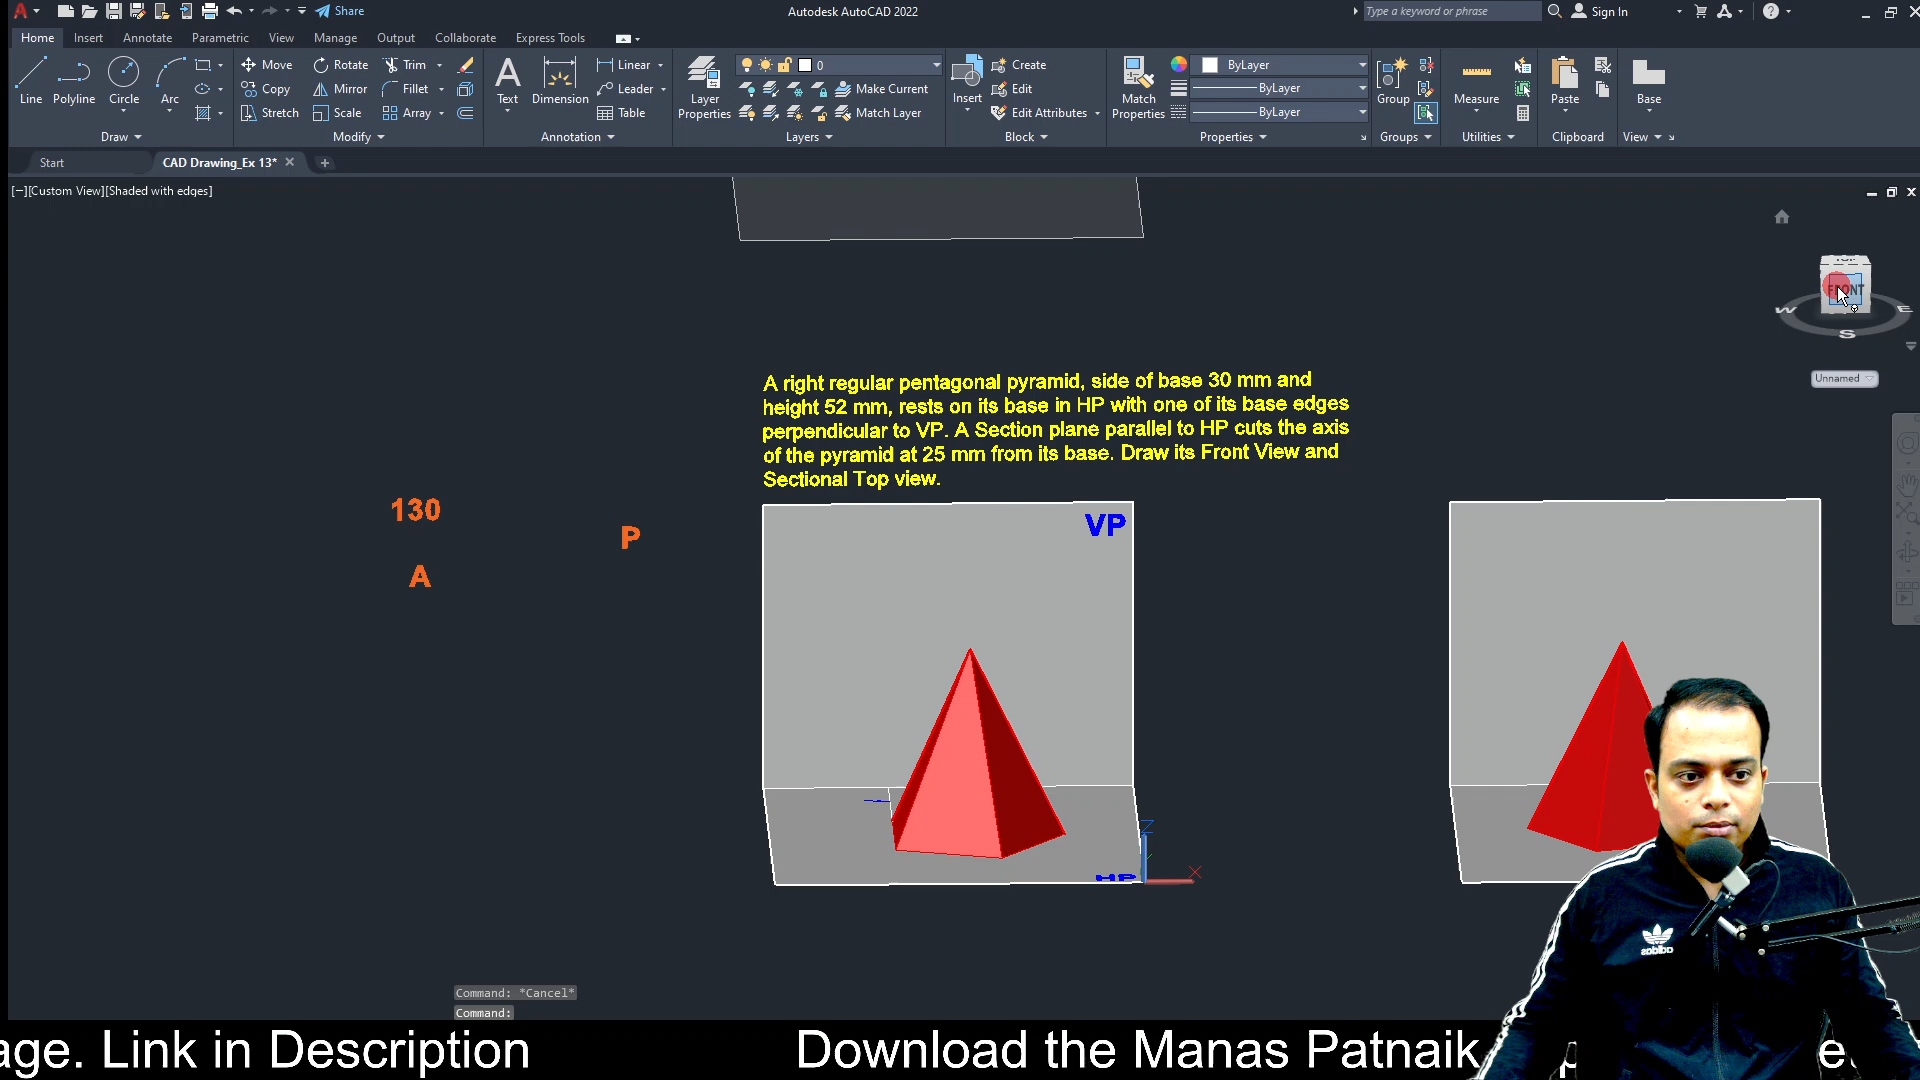 Share
Autodesk AutoCAD 2022
Type a keyword or phrase
Sign In
Home Insert Annotate Parametric View Manage Output Collaborate Express Tools
Line
Polyline
Circle
Arc
Draw
Move
Copy
Stretch
Rotate
Mirror
Scale
Trim
Fillet
Array
Modify
Text
Dimension
Linear
Leader
Table
Annotation
Layer
Properties
0
Make Current
Match Layer
Layers
Insert
Create
Edit
Edit Attributes
Block
Match
Properties
ByLayer
ByLayer
ByLayer
Properties
Group
Groups
Measure
Utilities
Paste
Clipboard
Base
View
Start
CAD Drawing_Ex 13*
[−][Custom View][Shaded with edges]
TOP
FRONT
W
E
S
Unnamed
A right regular pentagonal pyramid, side of base 30 mm and
height 52 mm, rests on its base in HP with one of its base edges
perpendicular to VP. A Section plane parallel to HP cuts the axis
of the pyramid at 25 mm from its base. Draw its Front View and
Sectional Top view.
130
P
A
VP
HP
Z
X
adidas
Command: *Cancel*
Command:
age. Link in Description
Download the Manas Patnaik